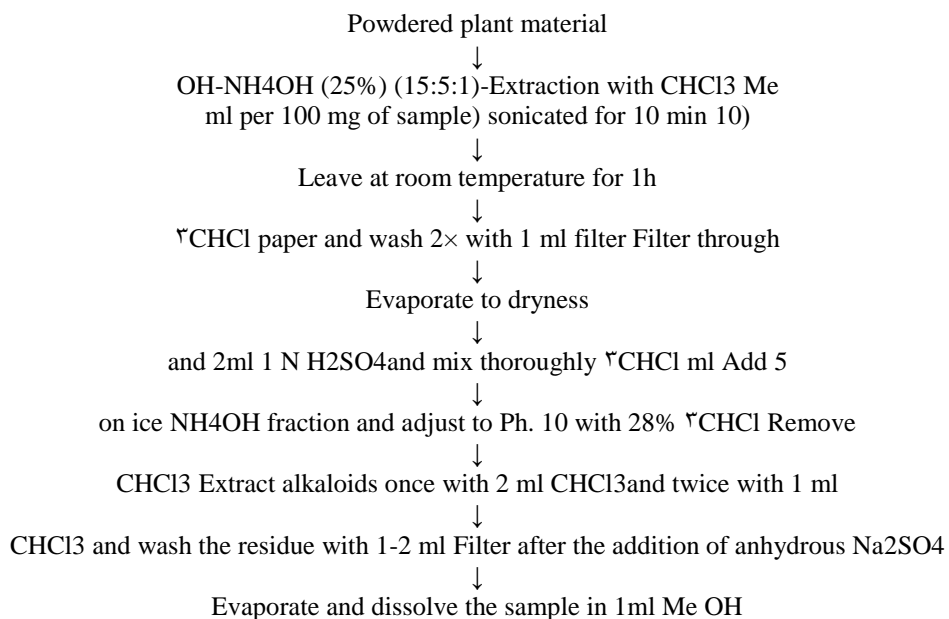 Powdered plant material
↓
OH-NH4OH (25%) (15:5:1)-Extraction with CHCl3 Me
ml per 100 mg of sample) sonicated for 10 min 10)
↓
Leave at room temperature for 1h
↓
٣CHCl paper and wash 2× with 1 ml filter Filter through
↓
Evaporate to dryness
↓
and 2ml 1 N H2SO4and mix thoroughly ٣CHCl ml Add 5
↓
on ice NH4OH fraction and adjust to Ph. 10 with 28% ٣CHCl Remove
↓
CHCl3 Extract alkaloids once with 2 ml CHCl3and twice with 1 ml
↓
CHCl3 and wash the residue with 1-2 ml Filter after the addition of anhydrous Na2SO4
↓
Evaporate and dissolve the sample in 1ml Me OH